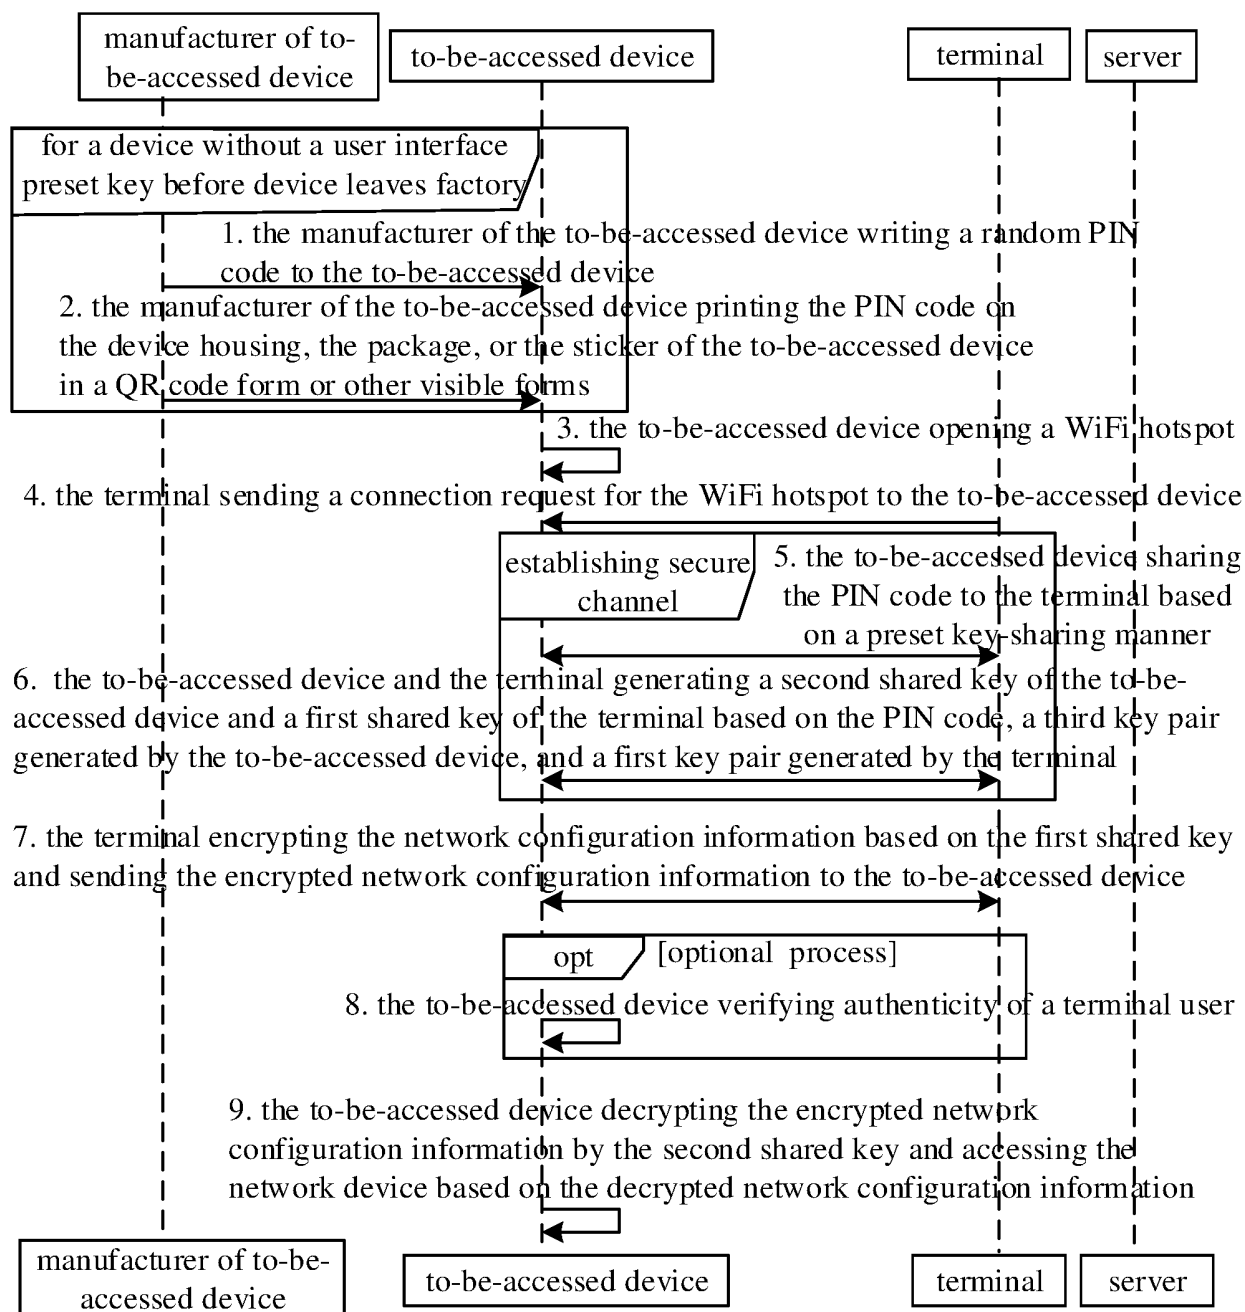 manufacturer of to-
be-accessed device
to-be-accessed device
terminal
server
for a device without a user interface
preset key before device leaves factory
1. the manufacturer of the to-be-accessed device writing a random PIN
code to the to-be-accessed device
2. the manufacturer of the to-be-accessed device printing the PIN code on
the device housing, the package, or the sticker of the to-be-accessed device
in a QR code form or other visible forms
3. the to-be-accessed device opening a WiFi hotspot
4. the terminal sending a connection request for the WiFi hotspot to the to-be-accessed device
establishing secure
channel
5. the to-be-accessed device sharing
the PIN code to the terminal based
on a preset key-sharing manner
6. the to-be-accessed device and the terminal generating a second shared key of the to-be-
accessed device and a first shared key of the terminal based on the PIN code, a third key pair
generated by the to-be-accessed device, and a first key pair generated by the terminal
7. the terminal encrypting the network configuration information based on the first shared key
and sending the encrypted network configuration information to the to-be-accessed device
opt
[optional process]
8. the to-be-accessed device verifying authenticity of a terminal user
9. the to-be-accessed device decrypting the encrypted network
configuration information by the second shared key and accessing the
network device based on the decrypted network configuration information
manufacturer of to-be-
accessed device
to-be-accessed device
terminal
server